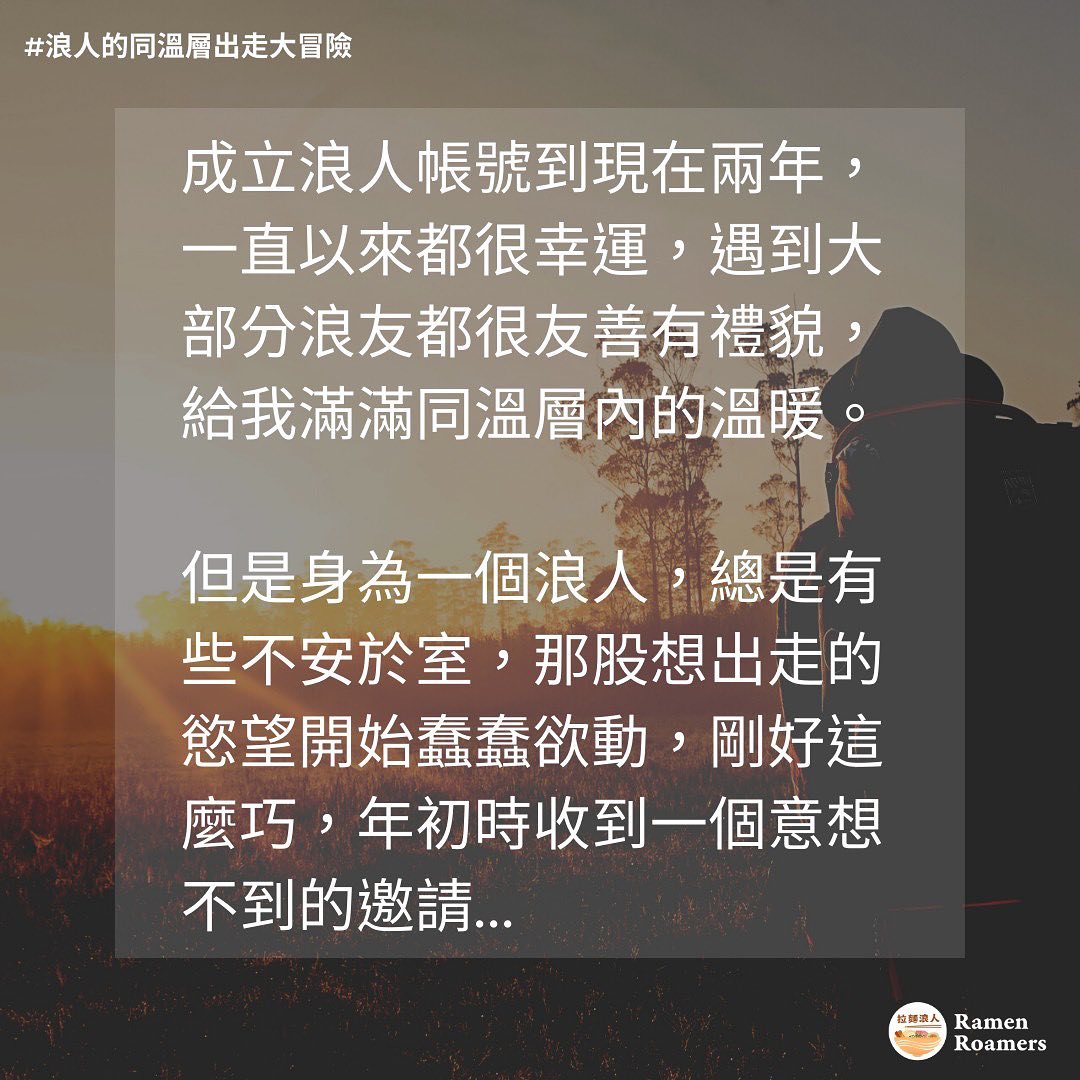 #浪人的同溫層出走大冒險
成立浪人帳號到現在兩年，
一直以來都很幸運，遇到大
部分浪友都很友善有禮貌，
給我滿滿同溫層內的溫暖。
但是身為一個浪人，總是有
些不安於室，那股想出走的
慾望開始蠢蠢欲動，剛好這
麼巧，年初時收到一個意想
不到的邀請...
拉麵浪人
Ramen
Roamers